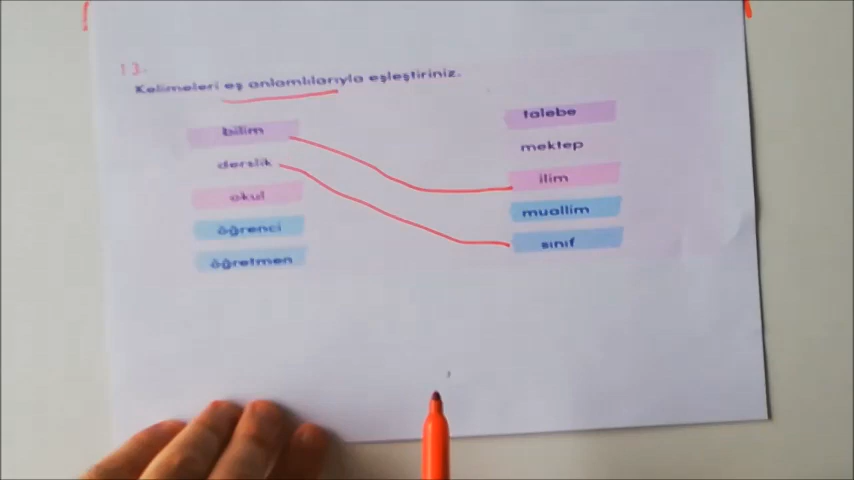 13.
Kelimeleri eş anlamlılarıyla eşleştiriniz.
bilim
derslik
okul
öğrenci
öğretmen
talebe
mektep
ilim
muallim
sınıf